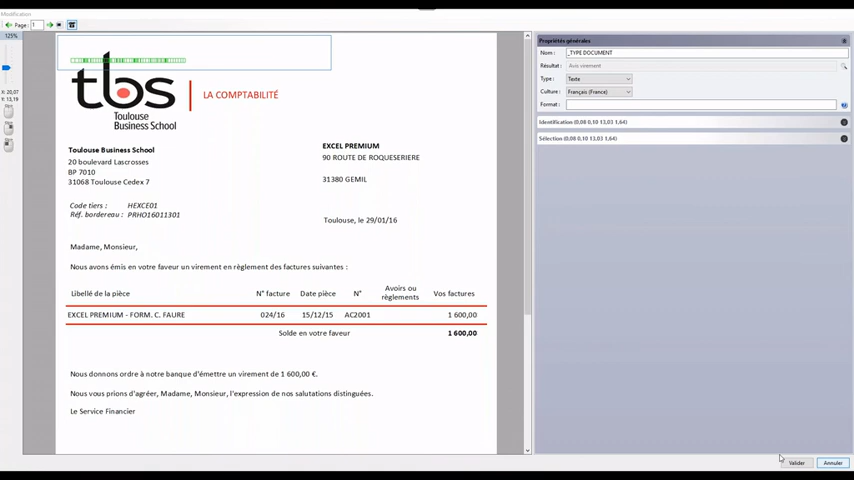 Modification
Page : 1
125%
X: 20,07
Y: 13,19
tbs
Toulouse
Business School
LA COMPTABILITÉ
Toulouse Business School
20 boulevard Lascrosses
BP 7010
31068 Toulouse Cedex 7
EXCEL PREMIUM
90 ROUTE DE ROQUESERIERE
31380 GEMIL
Code tiers : HEXCE01
Réf. bordereau : PRHO16011301
Toulouse, le 29/01/16
Madame, Monsieur,
Nous avons émis en votre faveur un virement en règlement des factures suivantes :
Libellé de la pièce N° facture Date pièce N° Avoirs ou règlements Vos factures
EXCEL PREMIUM - FORM. C. FAURE 024/16 15/12/15 AC2001 1 600,00
Solde en votre faveur 1 600,00
Nous donnons ordre à notre banque d'émettre un virement de 1 600,00 €.
Nous vous prions d'agréer, Madame, Monsieur, l'expression de nos salutations distinguées.
Le Service Financier
Propriétés générales
Nom : _TYPE DOCUMENT
Résultat : Avis virement
Type : Texte
Culture : Français (France)
Format :
Identification (0,08 0,10 13,03 1,64)
Sélection (0,08 0,10 13,03 1,64)
Valider Annuler